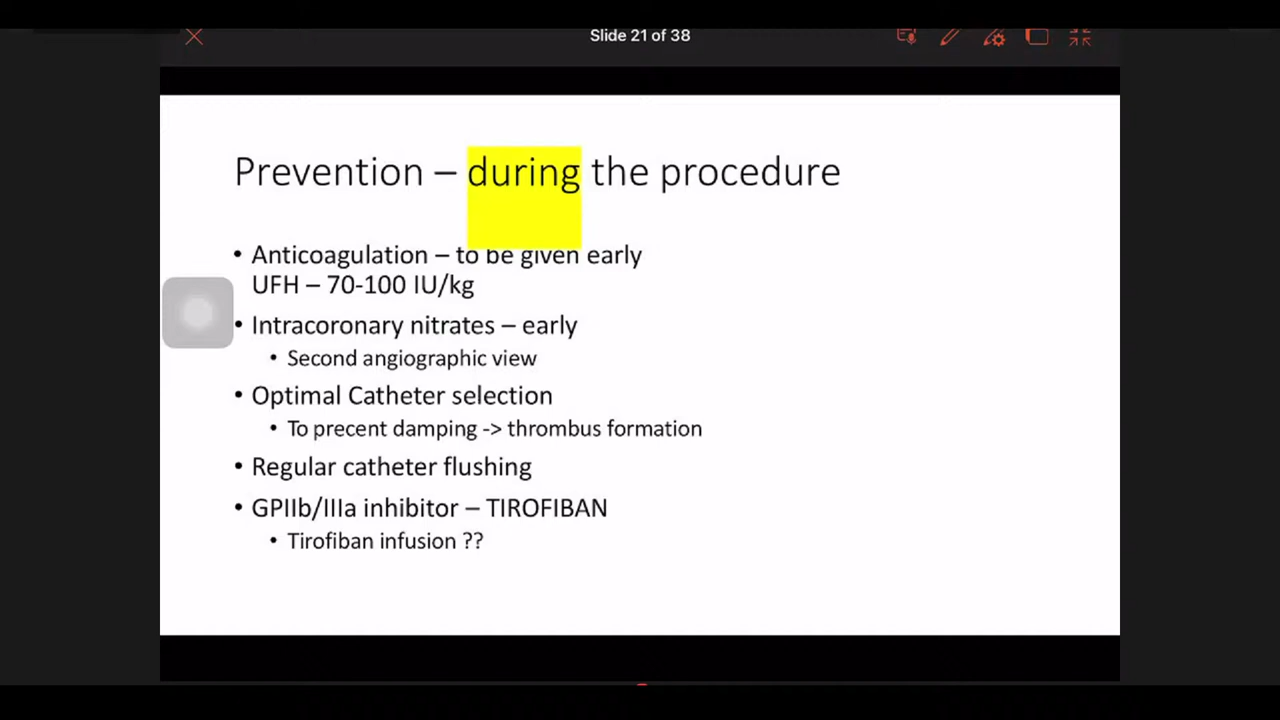 Slide 21 of 38
Prevention – during the procedure
• Anticoagulation – to be given early
UFH – 70-100 IU/kg
• Intracoronary nitrates – early
• Second angiographic view
• Optimal Catheter selection
• To precent damping -> thrombus formation
• Regular catheter flushing
• GPIIb/IIIa inhibitor – TIROFIBAN
• Tirofiban infusion ??